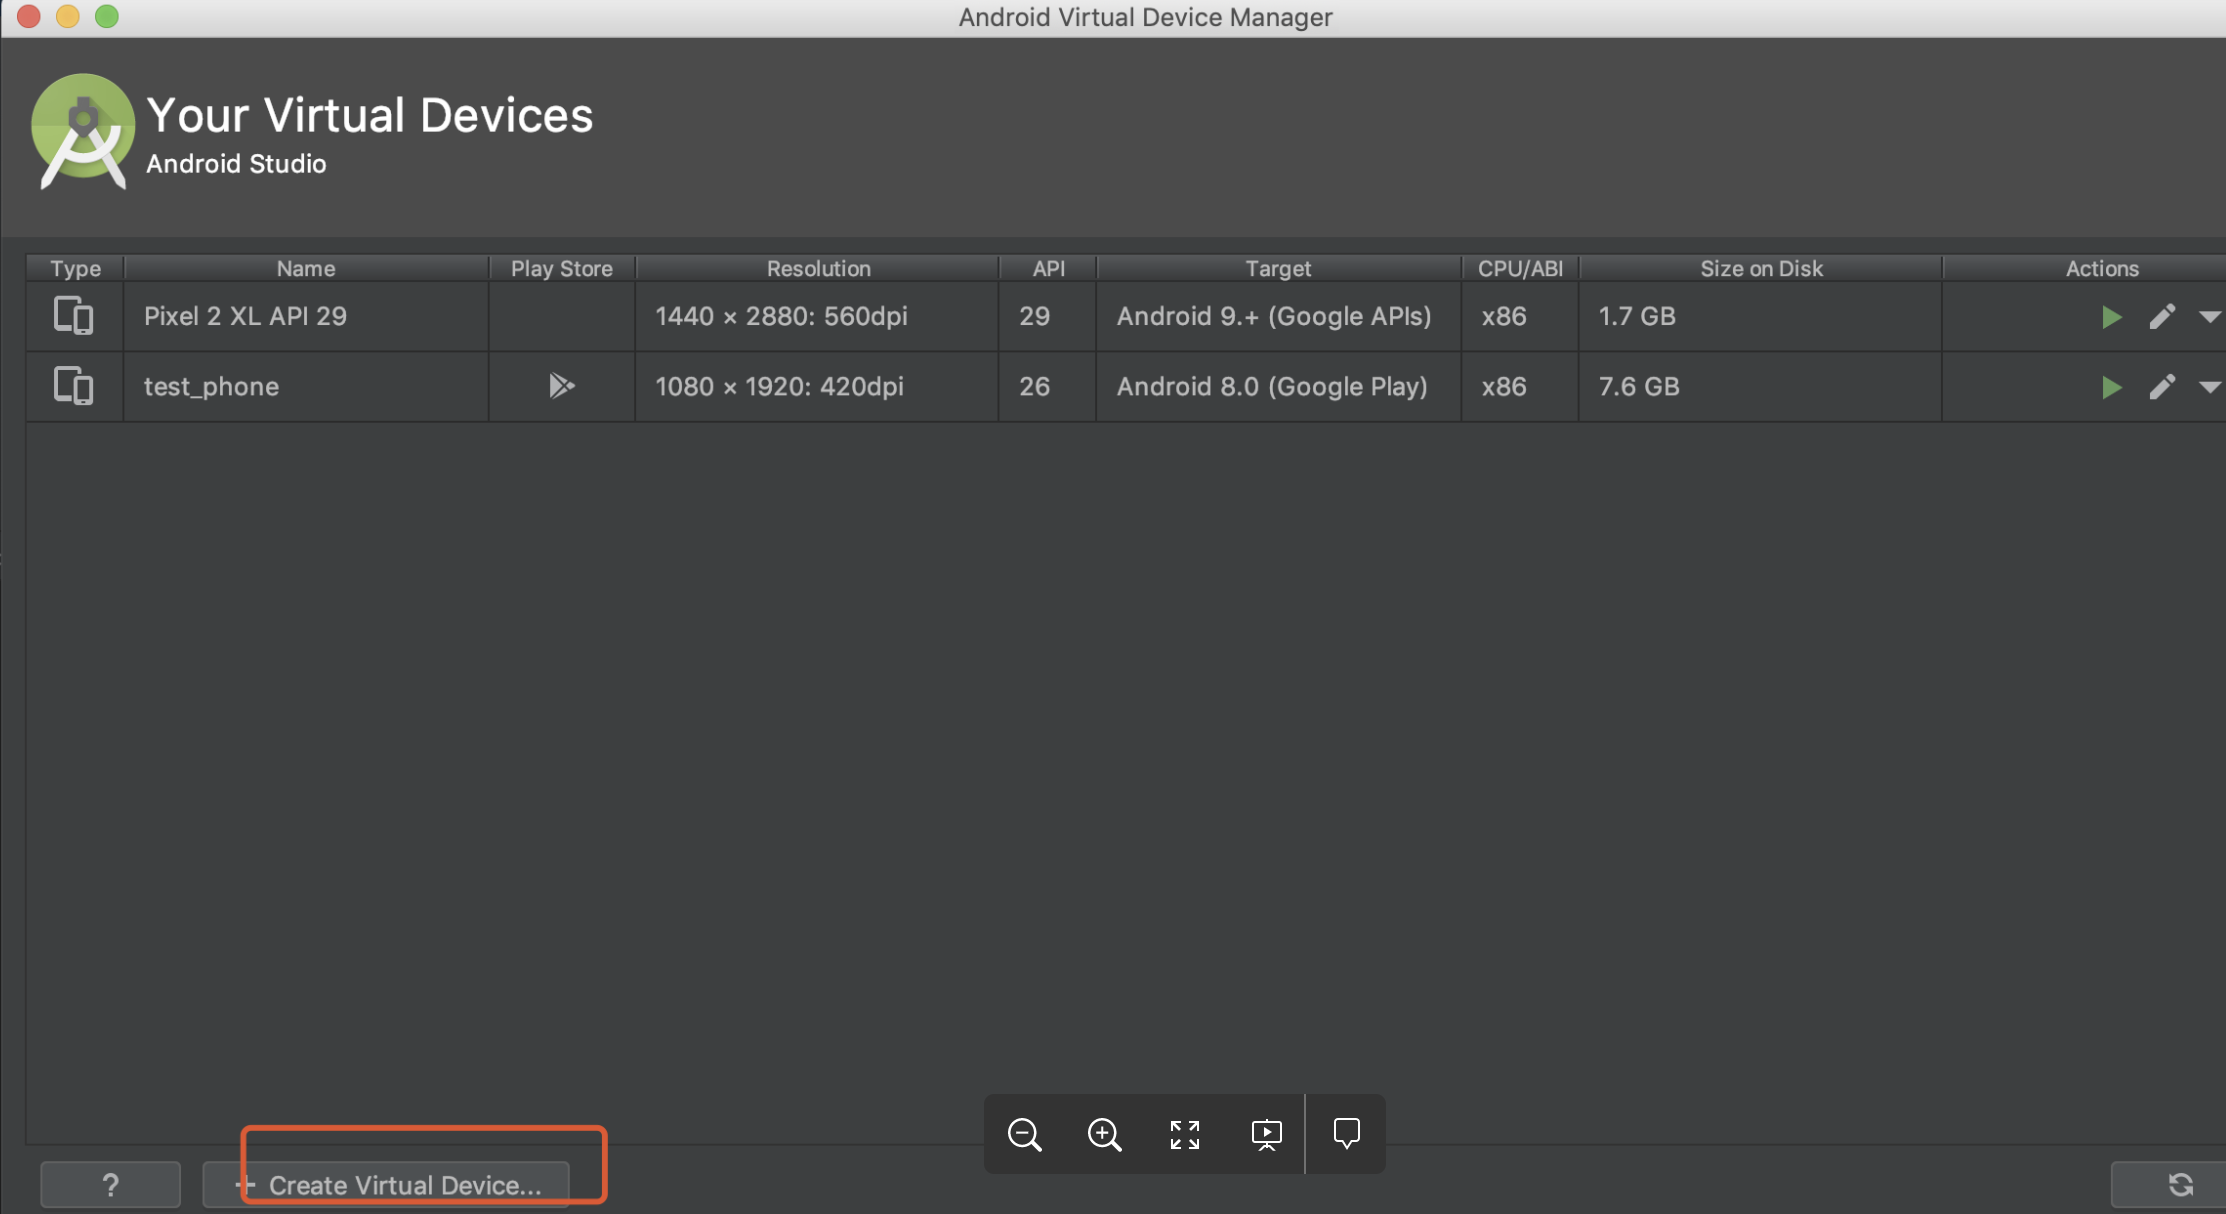 Android Virtual Device Manager
Your Virtual Devices
Android Studio
Type Name Play Store Resolution API Target CPU/ABI Size on Disk Actions
Pixel 2 XL API 29 1440 × 2880: 560dpi 29 Android 9.+ (Google APIs) x86 1.7 GB
test_phone 1080 × 1920: 420dpi 26 Android 8.0 (Google Play) x86 7.6 GB
? + Create Virtual Device...